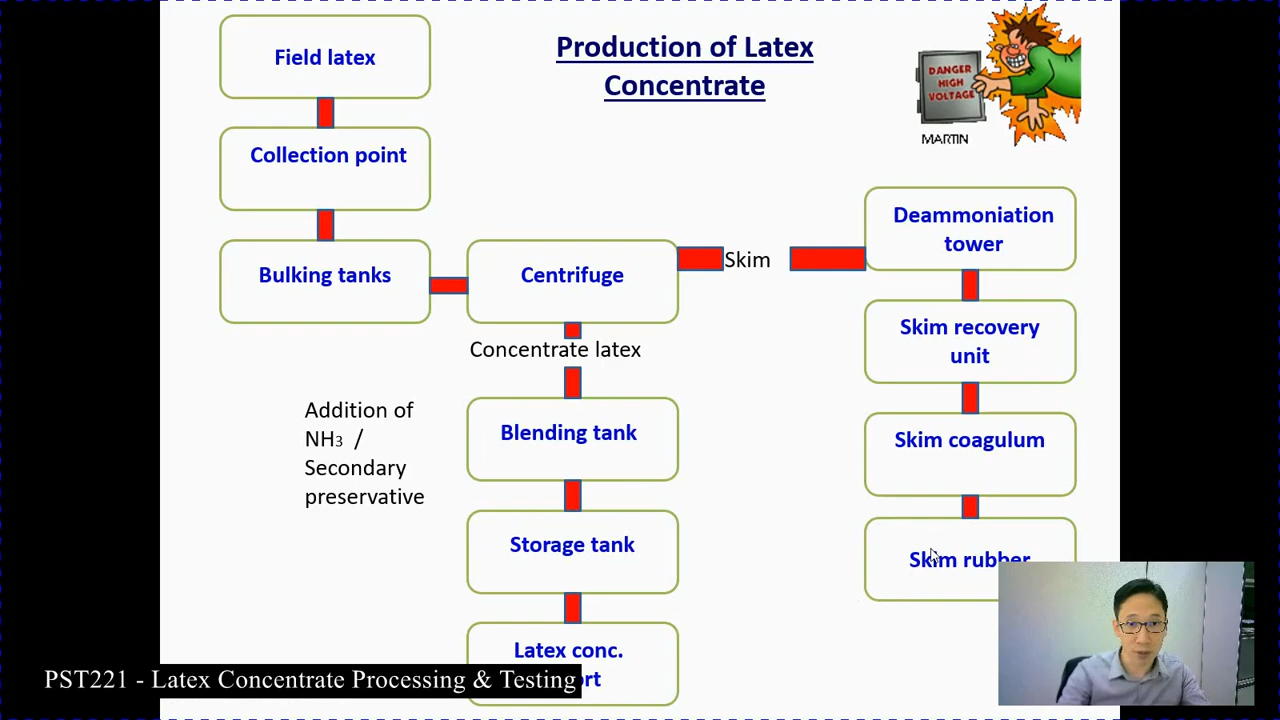 Production of Latex
Concentrate
DANGER
HIGH
VOLTAGE
MARTIN
Field latex
Collection point
Bulking tanks
Centrifuge
Skim
Deammoniation
tower
Skim recovery
unit
Skim coagulum
Skim rubber
Concentrate latex
Addition of
NH3 /
Secondary
preservative
Blending tank
Storage tank
Latex conc.
PST221 - Latex Concentrate Processing & Testing